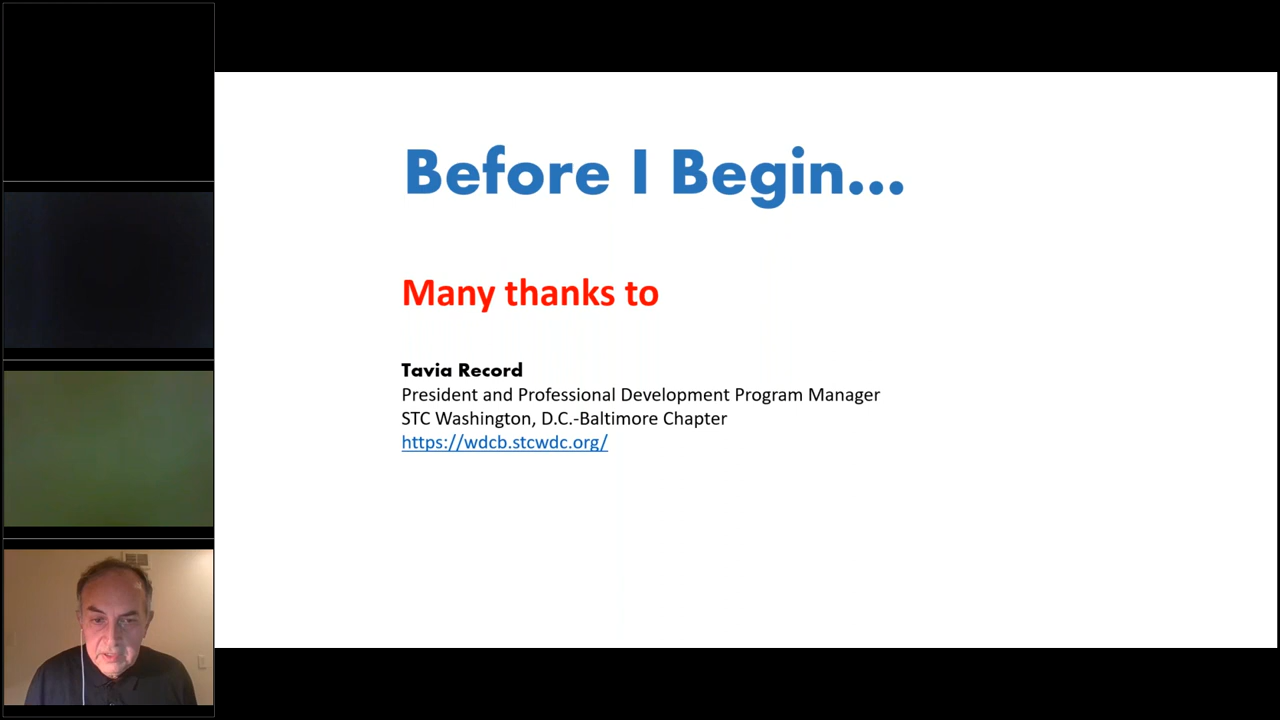 Before I Begin...
Many thanks to
Tavia Record
President and Professional Development Program Manager
STC Washington, D.C.-Baltimore Chapter
https://wdcb.stcwdc.org/